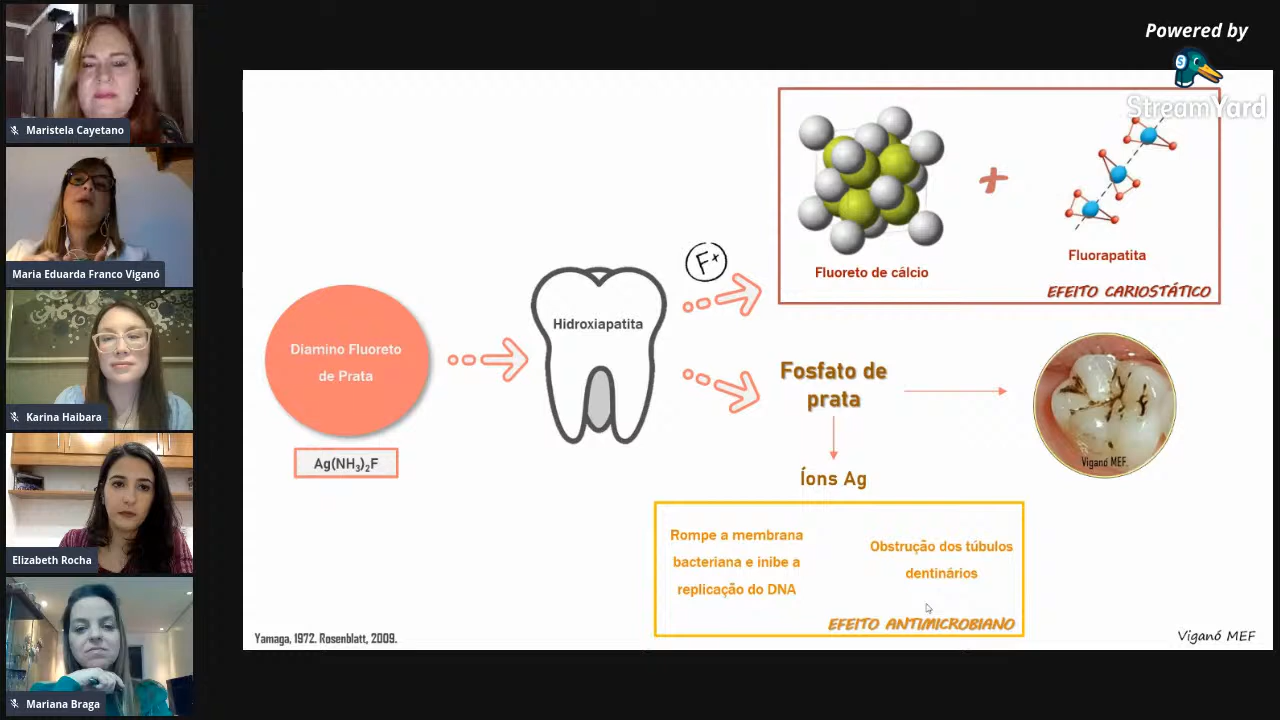 Powered by
StreamYard
Maristela Cayetano
Maria Eduarda Franco Viganó
Karina Haibara
Elizabeth Rocha
Mariana Braga
Diamino Fluoreto
de Prata
Ag(NH₃)₂F
Hidroxiapatita
F⁺
Fluoreto de cálcio
+
Fluorapatita
EFEITO CARIOSTÁTICO
Fosfato de
prata
Viganó MEF.
Íons Ag
Rompe a membrana
bacteriana e inibe a
replicação do DNA
Obstrução dos túbulos
dentinários
EFEITO ANTIMICROBIANO
Yamaga, 1972. Rosenblatt, 2009.
Viganó MEF